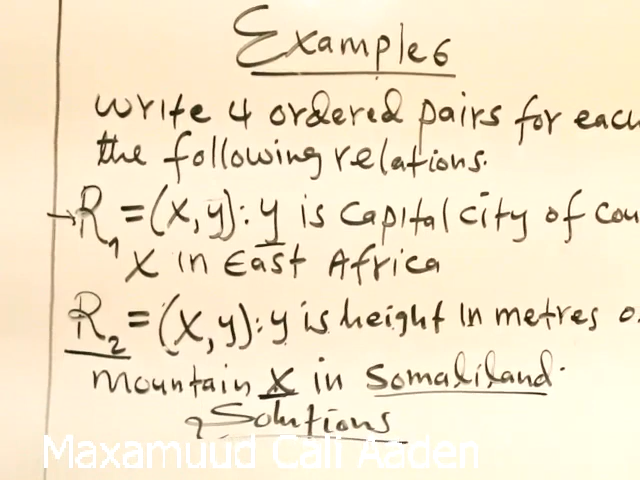 Example 6
Write 4 ordered pairs for each
the following relations.
→R₁ = (x, y): y is capital city of cou
x in East Africa
R₂ = (x, y): y is height in metres o
mountain x in Somaliland.
Solutions
Maxamuud Cali Aaden